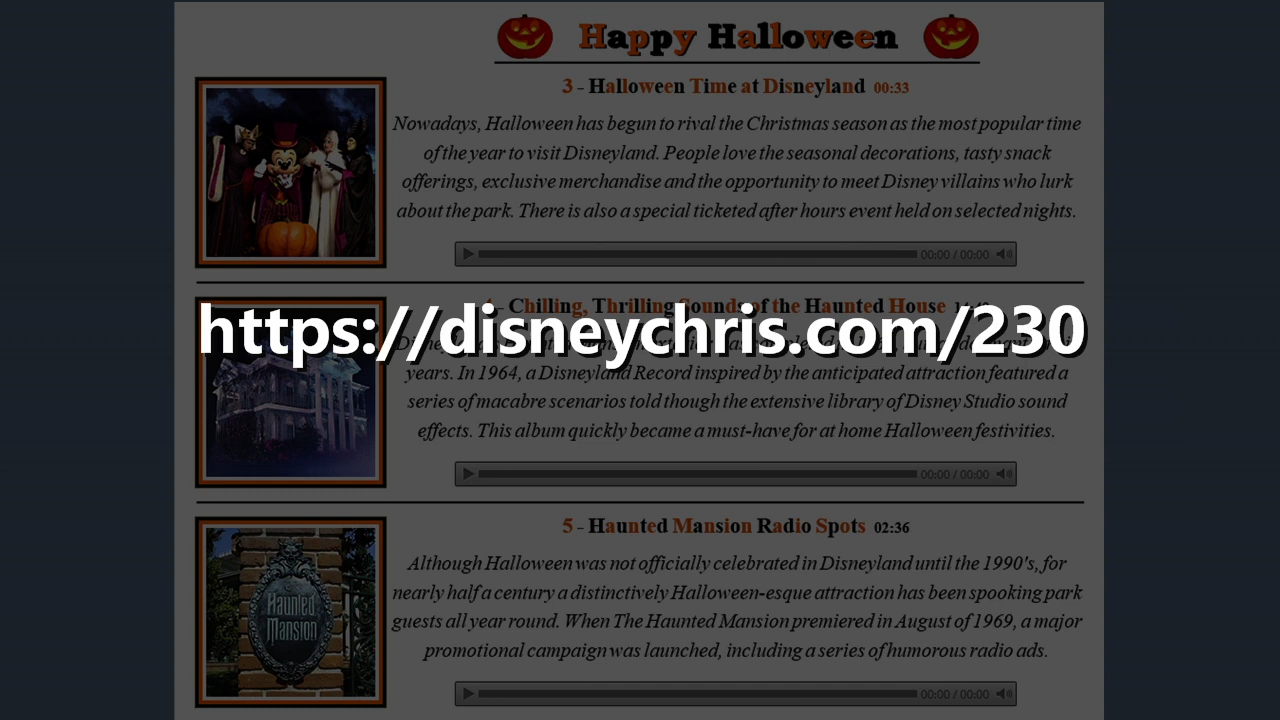 Happy Halloween
3 - Halloween Time at Disneyland 00:33
Nowadays, Halloween has begun to rival the Christmas season as the most popular time
of the year to visit Disneyland. People love the seasonal decorations, tasty snack
offerings, exclusive merchandise and the opportunity to meet Disney villains who lurk
about the park. There is also a special ticketed after hours event held on selected nights.
00:00 / 00:00
- Chilling, Thrilling Sounds of the Haunted House
https://disneychris.com/230
years. In 1964, a Disneyland Record inspired by the anticipated attraction featured a
series of macabre scenarios told though the extensive library of Disney Studio sound
effects. This album quickly became a must-have for at home Halloween festivities.
00:00 / 00:00
5 - Haunted Mansion Radio Spots 02:36
Although Halloween was not officially celebrated in Disneyland until the 1990's, for
nearly half a century a distinctively Halloween-esque attraction has been spooking park
guests all year round. When The Haunted Mansion premiered in August of 1969, a major
promotional campaign was launched, including a series of humorous radio ads.
Haunted
Mansion
00:00 / 00:00